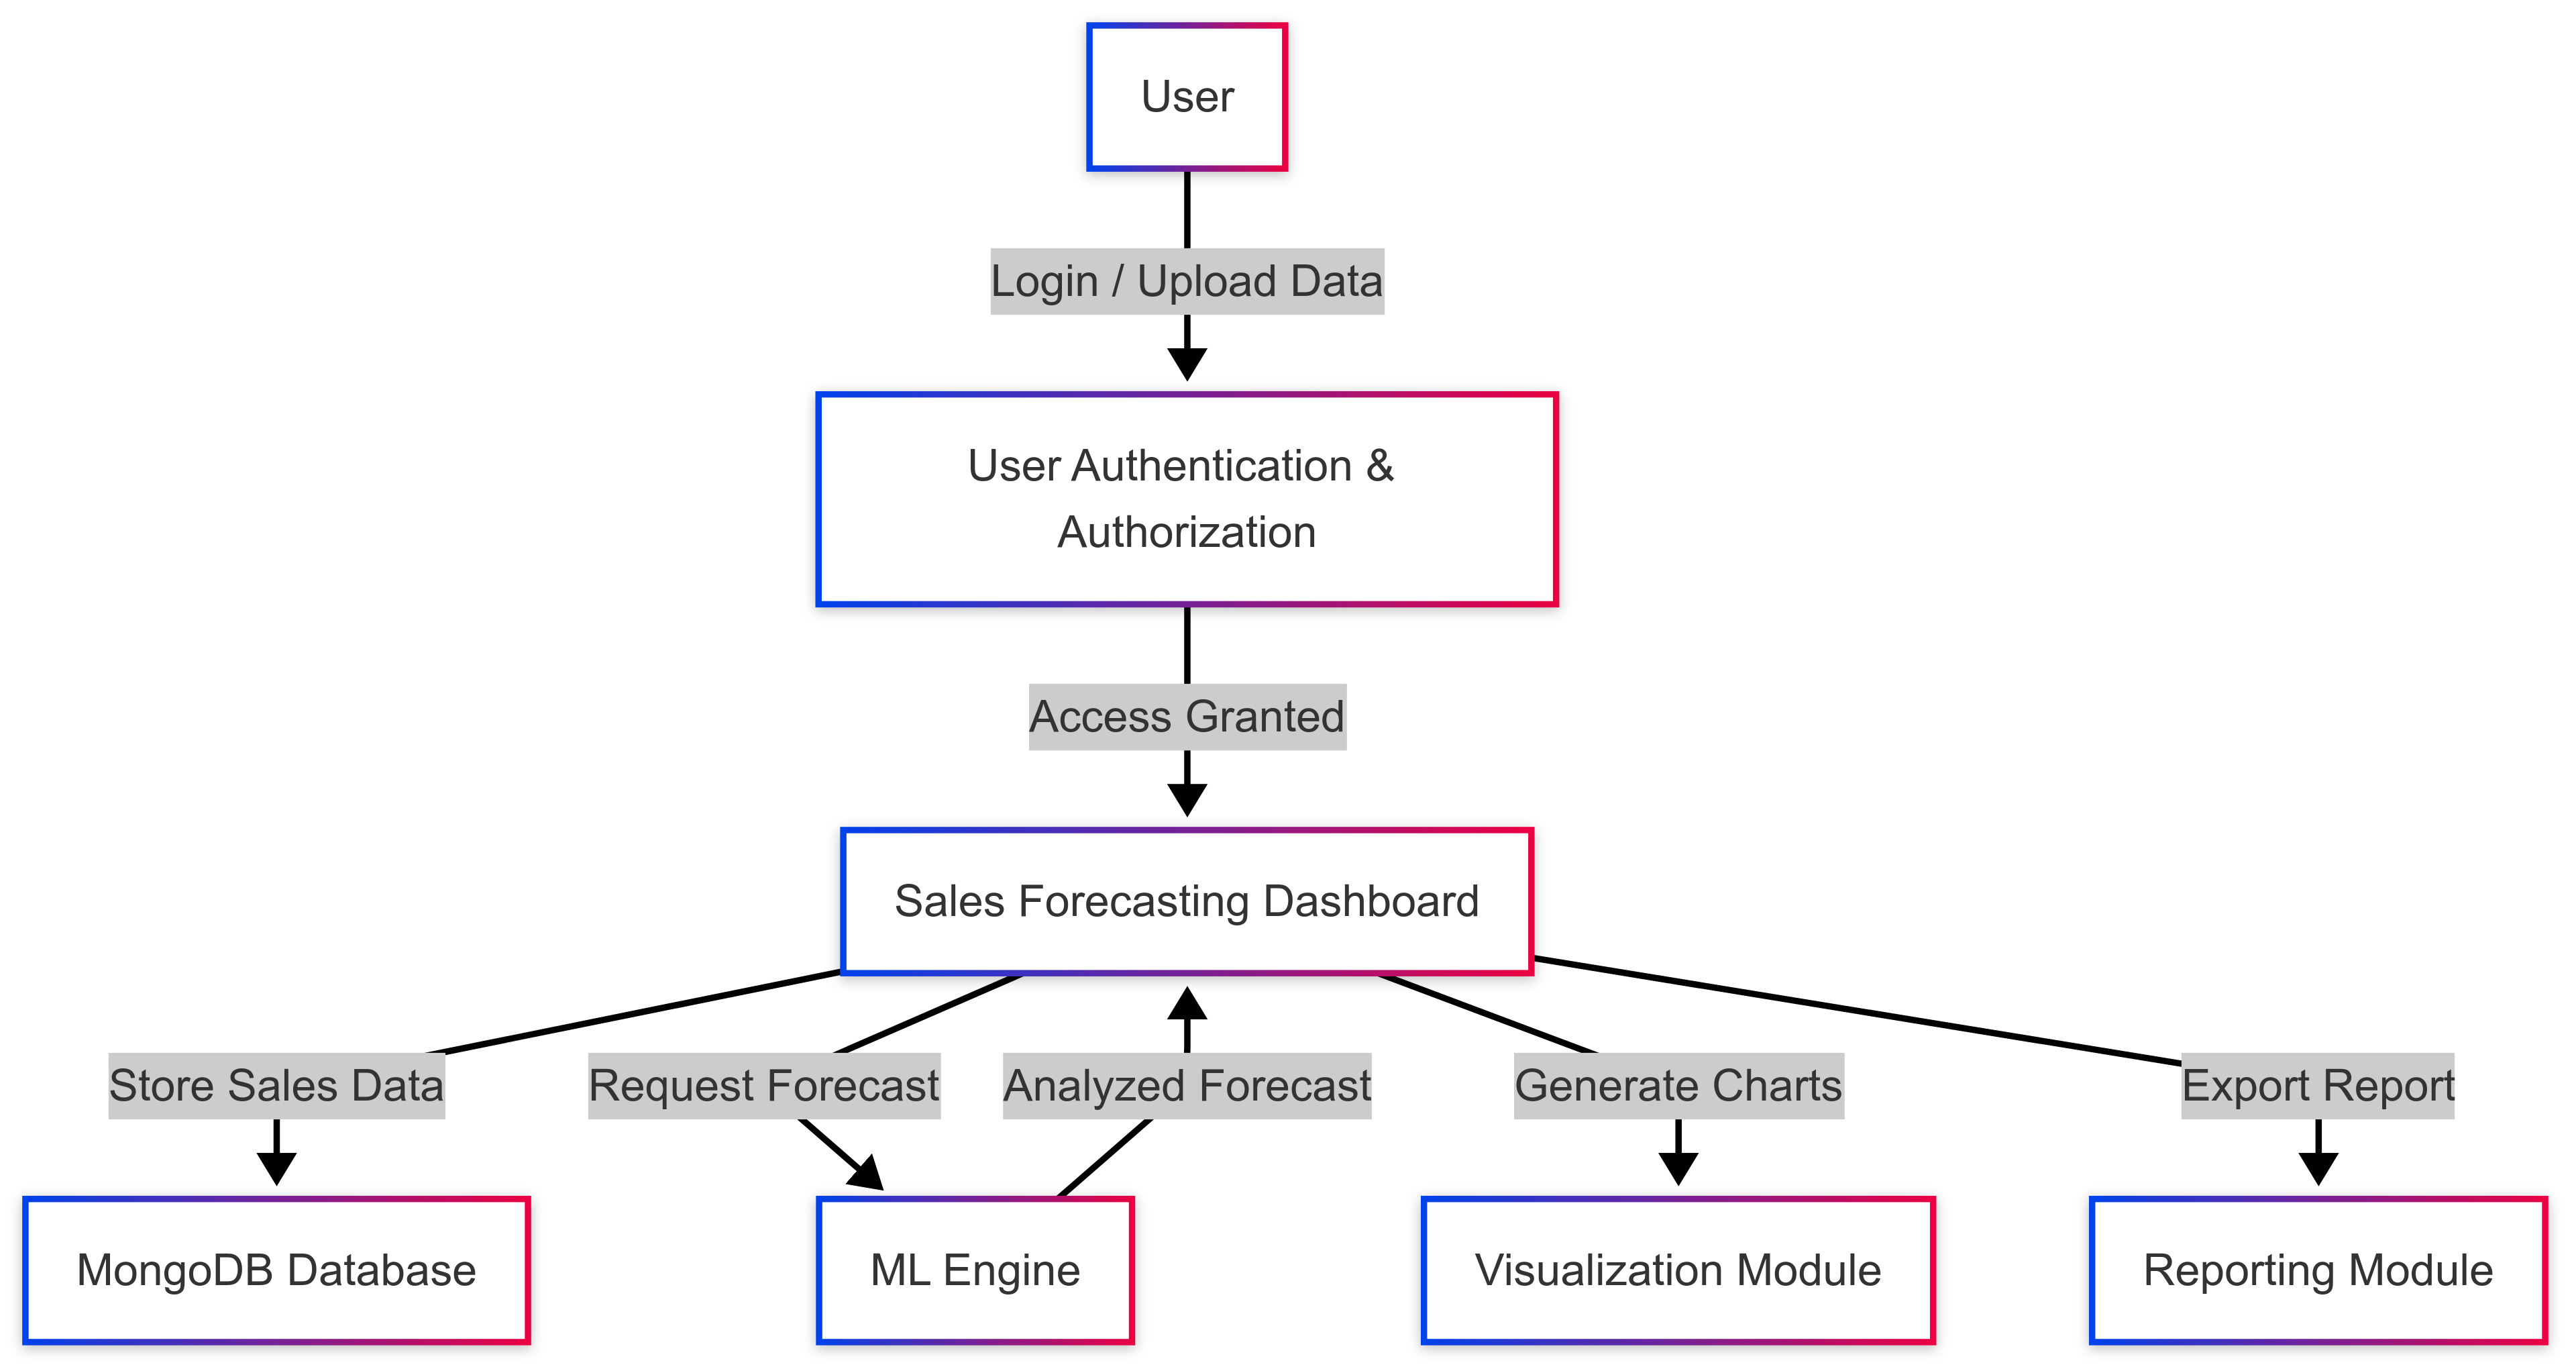 User
Login / Upload Data
User Authentication &
Authorization
Access Granted
Sales Forecasting Dashboard
Store Sales Data
Request Forecast
Analyzed Forecast
Generate Charts
Export Report
MongoDB Database
ML Engine
Visualization Module
Reporting Module